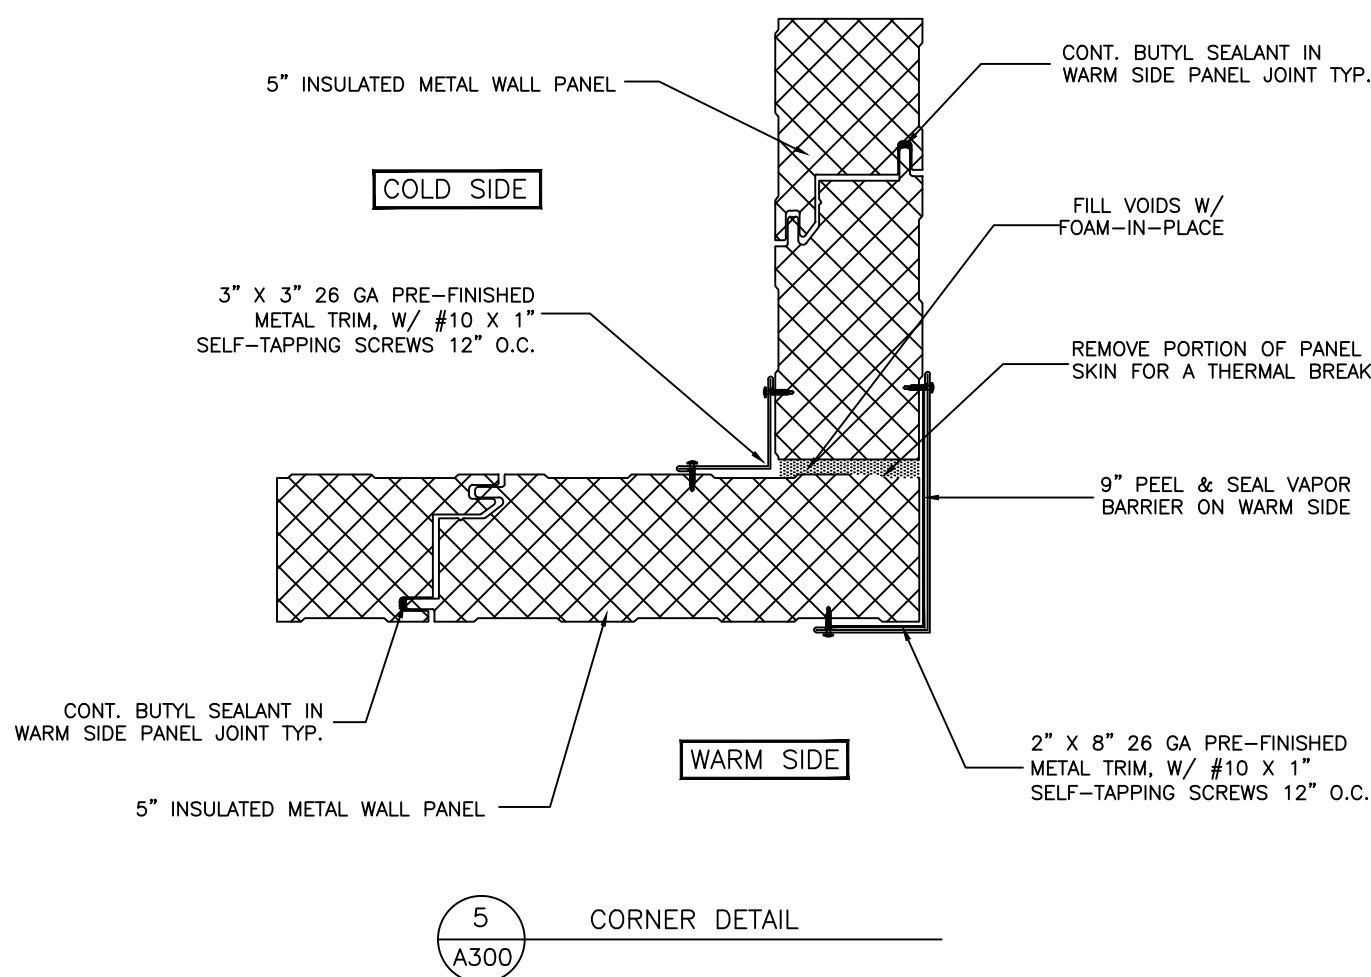 5” INSULATED METAL WALL PANEL
CONT. BUTYL SEALANT IN
WARM SIDE PANEL JOINT TYP.
COLD SIDE
FILL VOIDS W/
FOAM-IN-PLACE
3” X 3” 26 GA PRE-FINISHED
METAL TRIM, W/ #10 X 1”
SELF-TAPPING SCREWS 12” O.C.
REMOVE PORTION OF PANEL
SKIN FOR A THERMAL BREAK
9” PEEL & SEAL VAPOR
BARRIER ON WARM SIDE
CONT. BUTYL SEALANT IN
WARM SIDE PANEL JOINT TYP.
WARM SIDE
2” X 8” 26 GA PRE-FINISHED
METAL TRIM, W/ #10 X 1”
SELF-TAPPING SCREWS 12” O.C.
5” INSULATED METAL WALL PANEL
5
CORNER DETAIL
A300